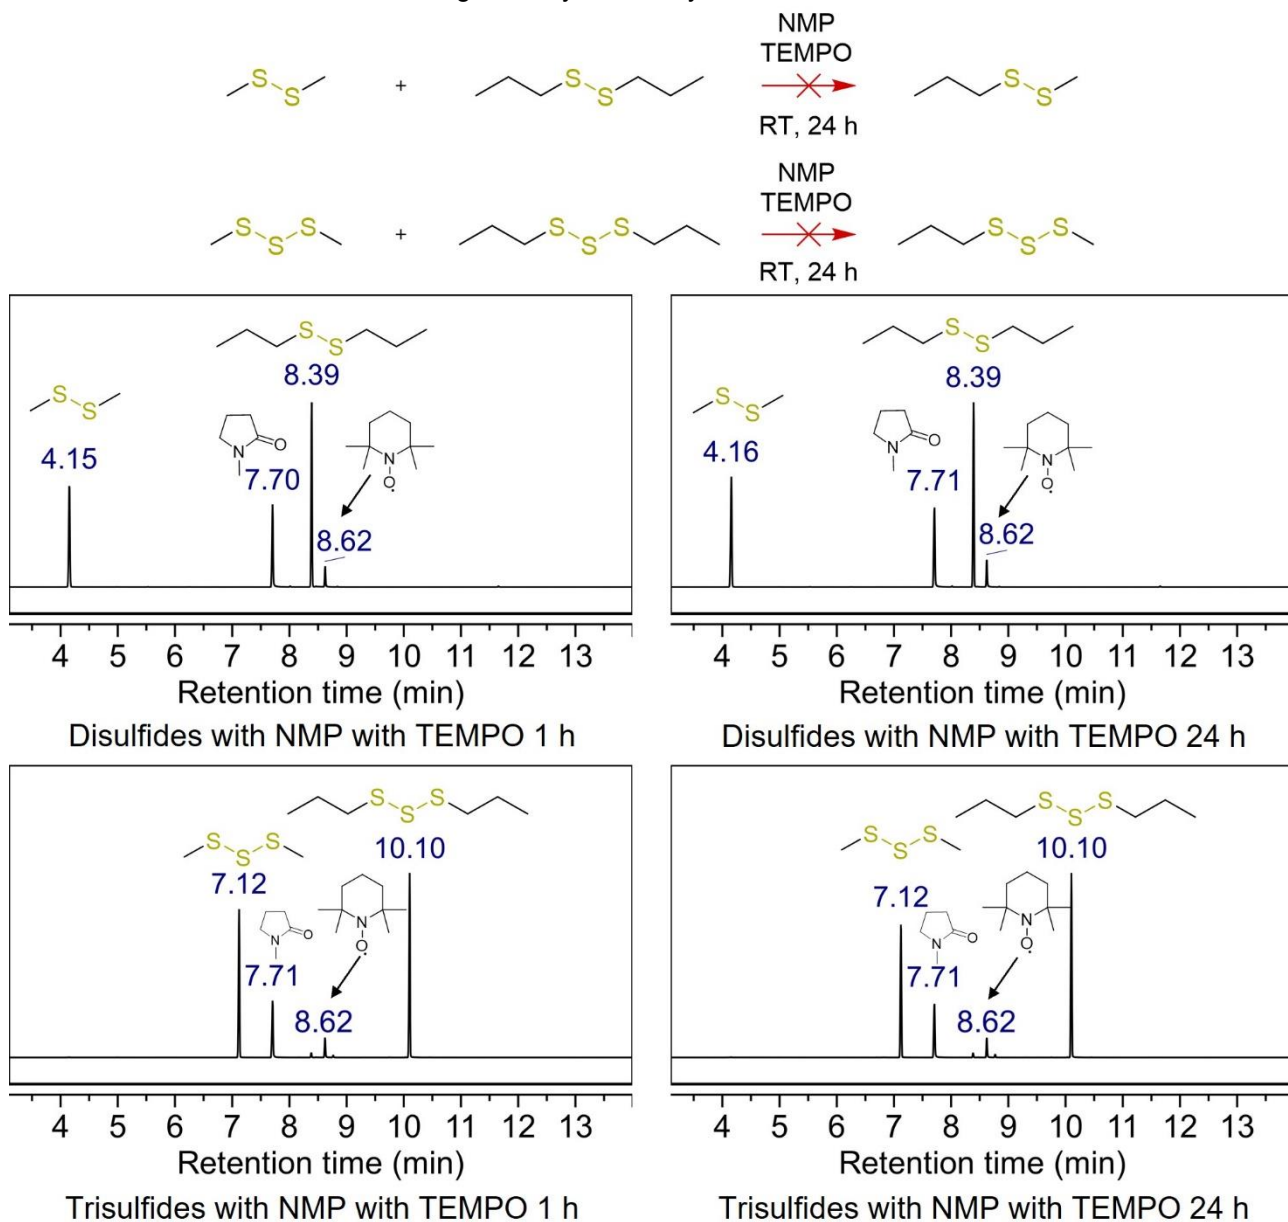 NMP
TEMPO
S
S
+
S
S
S
S
RT, 24 h
NMP
TEMPO
S
S
S
+
S
S
S
S
S
S
RT, 24 h
S
S
8.39
S
S
4.15
N
O
7.70
N
O·
8.62
4 5 6 7 8 9 10 11 12 13
Retention time (min)
Disulfides with NMP with TEMPO 1 h
S
S
8.39
S
S
4.16
N
O
7.71
N
O·
8.62
4 5 6 7 8 9 10 11 12 13
Retention time (min)
Disulfides with NMP with TEMPO 24 h
S
S
S
10.10
S
S
S
7.12
N
O
7.71
N
O·
8.62
4 5 6 7 8 9 10 11 12 13
Retention time (min)
Trisulfides with NMP with TEMPO 1 h
S
S
S
10.10
S
S
S
7.12
N
O
7.71
N
O·
8.62
4 5 6 7 8 9 10 11 12 13
Retention time (min)
Trisulfides with NMP with TEMPO 24 h